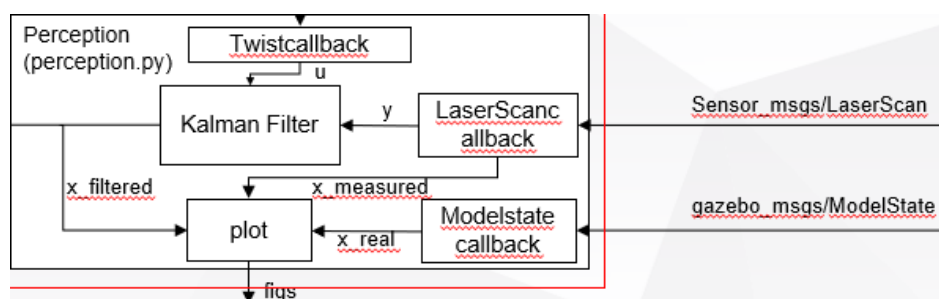 Perception
(perception.py)
Twistcallback
u
Kalman Filter
y
LaserScanc
allback
Sensor_msgs/LaserScan
x_filtered
x_measured
plot
x_real
Modelstate
callback
gazebo_msgs/ModelState
figs